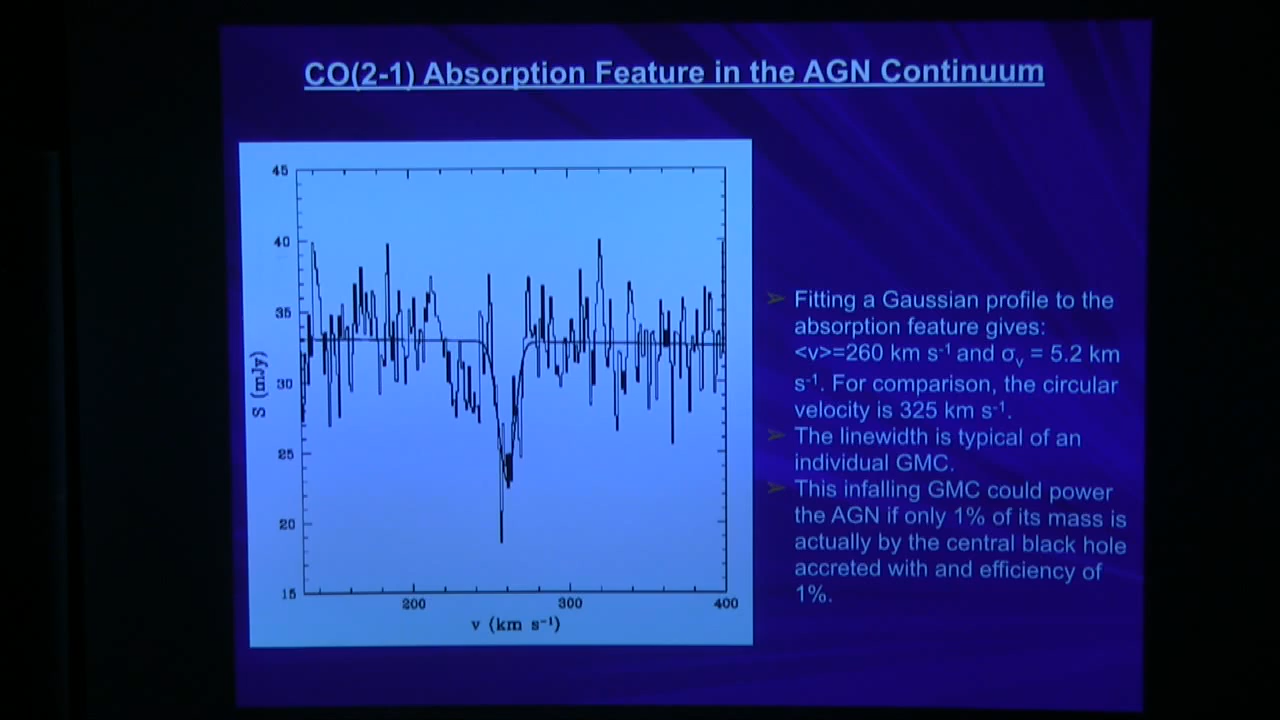 CO(2-1) Absorption Feature in the AGN Continuum
45
40
35
30
25
20
15
S (mJy)
200 300 400
v (km s⁻¹)
➢ Fitting a Gaussian profile to the
absorption feature gives:
<v>=260 km s⁻¹ and σᵥ = 5.2 km
s⁻¹. For comparison, the circular
velocity is 325 km s⁻¹.
➢ The linewidth is typical of an
individual GMC.
➢ This infalling GMC could power
the AGN if only 1% of its mass is
actually by the central black hole
accreted with and efficiency of
1%.